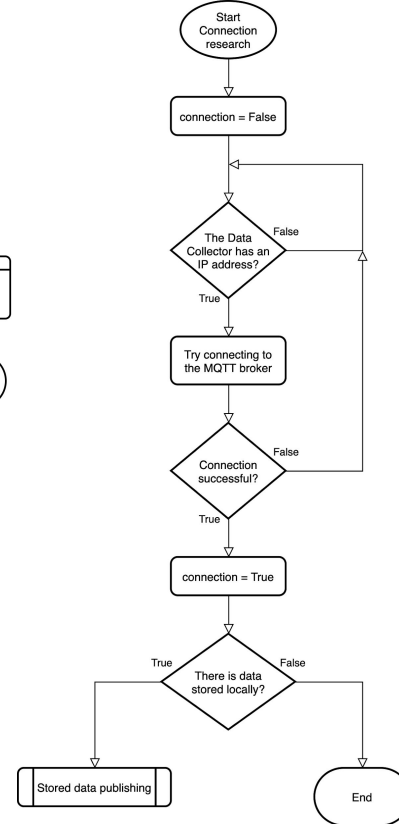 Start
Connection
research
connection = False
The Data
Collector has an
IP address?
False
True
Try connecting to
the MQTT broker
Connection
successful?
False
True
connection = True
There is data
stored locally?
True
False
Stored data publishing
End